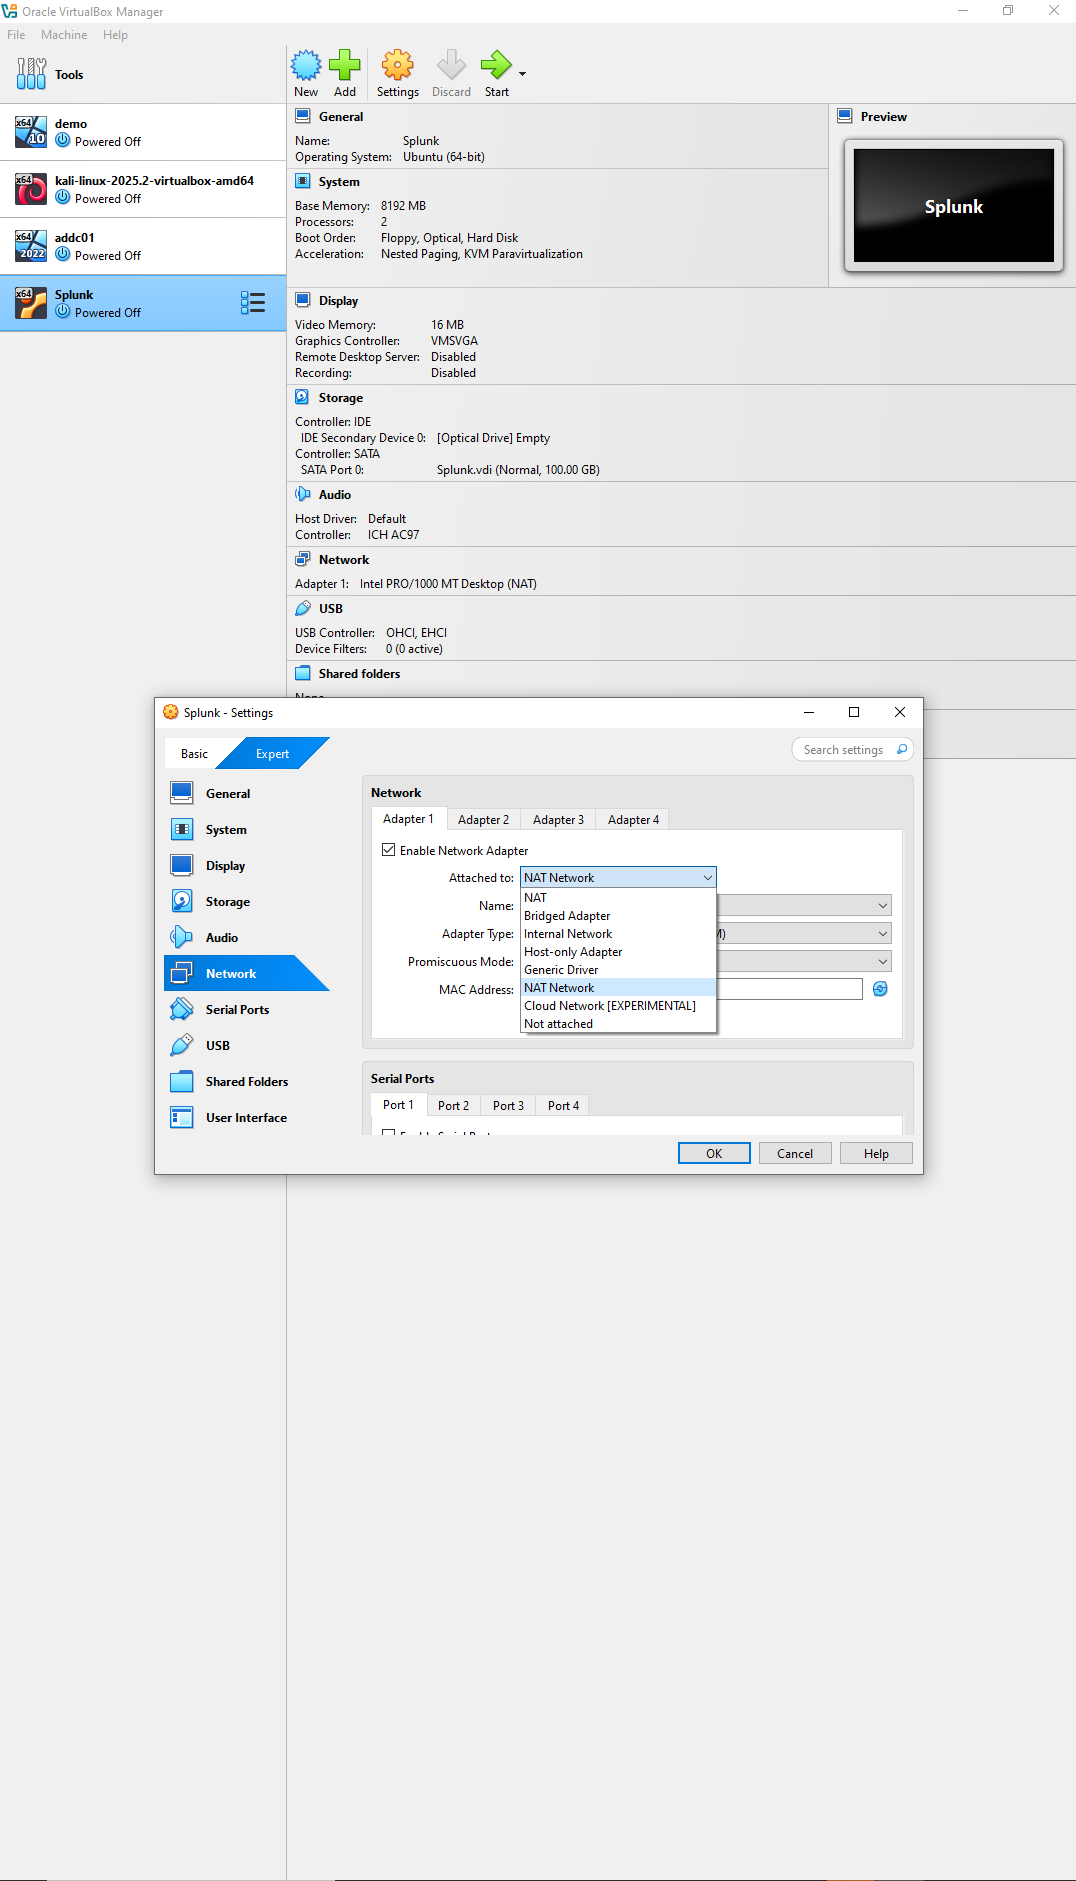 Oracle VirtualBox Manager
File Machine Help
Tools
New Add Settings Discard Start
x64 10 demo
Powered Off
x64 kali-linux-2025.2-virtualbox-amd64
Powered Off
x64 2022 addc01
Powered Off
x64 Splunk
Powered Off
General
Name: Splunk
Operating System: Ubuntu (64-bit)
Preview
Splunk
System
Base Memory: 8192 MB
Processors: 2
Boot Order: Floppy, Optical, Hard Disk
Acceleration: Nested Paging, KVM Paravirtualization
Display
Video Memory: 16 MB
Graphics Controller: VMSVGA
Remote Desktop Server: Disabled
Recording: Disabled
Storage
Controller: IDE
IDE Secondary Device 0: [Optical Drive] Empty
Controller: SATA
SATA Port 0: Splunk.vdi (Normal, 100.00 GB)
Audio
Host Driver: Default
Controller: ICH AC97
Network
Adapter 1: Intel PRO/1000 MT Desktop (NAT)
USB
USB Controller: OHCI, EHCI
Device Filters: 0 (0 active)
Shared folders
Splunk - Settings
Basic Expert
Search settings
General
System
Display
Storage
Audio
Network
Serial Ports
USB
Shared Folders
User Interface
Network
Adapter 1 Adapter 2 Adapter 3 Adapter 4
Enable Network Adapter
Attached to: NAT Network
Name:
Adapter Type:
Promiscuous Mode:
MAC Address:
NAT
Bridged Adapter
Internal Network
Host-only Adapter
Generic Driver
NAT Network
Cloud Network [EXPERIMENTAL]
Not attached
Serial Ports
Port 1 Port 2 Port 3 Port 4
OK Cancel Help